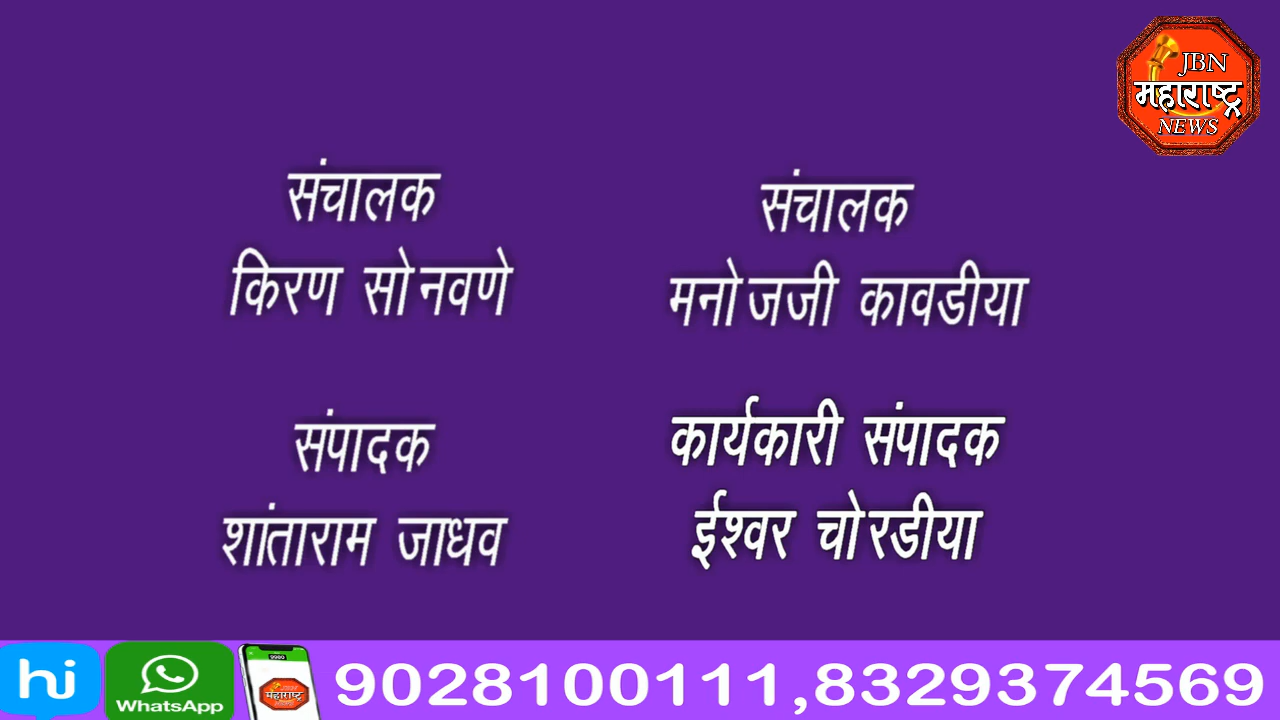 JBN
महाराष्ट्र
NEWS
संचालक
किरण सोनवणे
संचालक
मनोजजी कावडीया
संपादक
शांताराम जाधव
कार्यकारी संपादक
ईश्वर चोरडीया
hi
WhatsApp
महाराष्ट्र
9028100111,8329374569